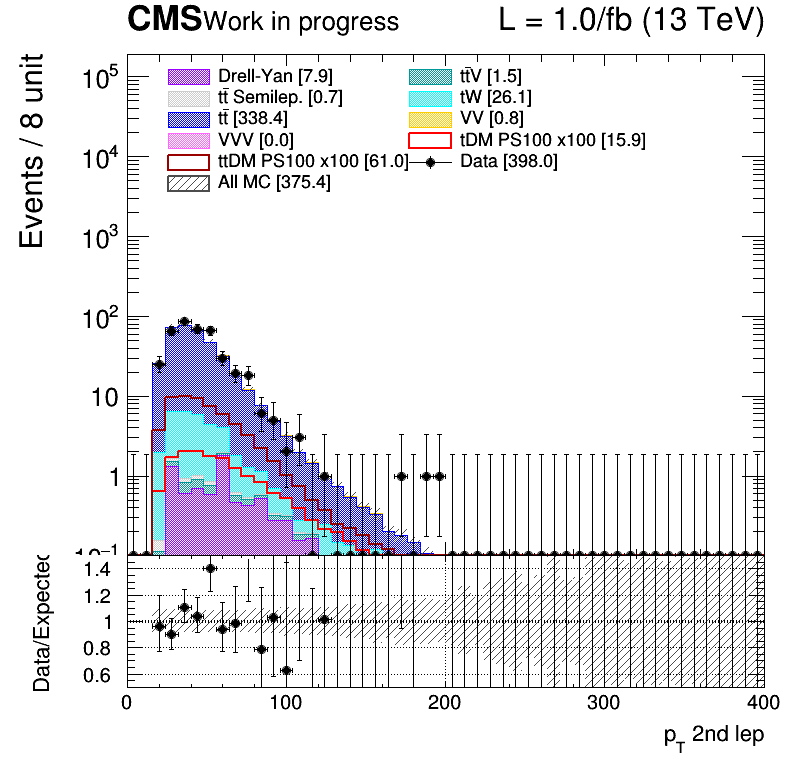 CMS Work in progress L = 1.0/fb (13 TeV)
Events / 8 unit
10⁵
10⁴
10³
10²
10
1
10⁻¹
Drell-Yan [7.9]
tt̄V [1.5]
tt̄ Semilep. [0.7]
tW [26.1]
tt̄ [338.4]
VV [0.8]
VVV [0.0]
tDM PS100 x100 [15.9]
ttDM PS100 x100 [61.0]
Data [398.0]
All MC [375.4]
Data/Expected
1.4
1.2
1
0.8
0.6
0 100 200 300 400
p_T 2nd lep